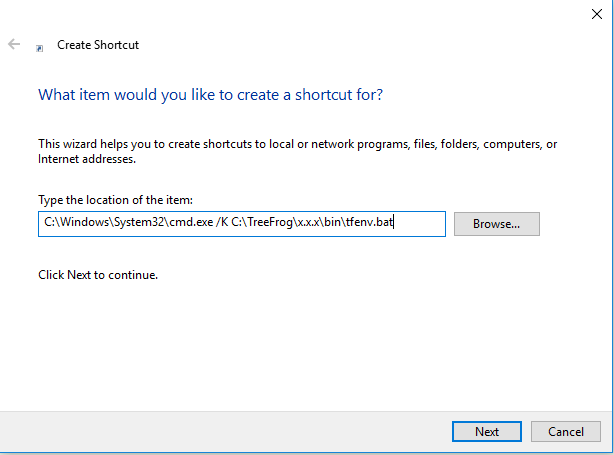 Create Shortcut
What item would you like to create a shortcut for?
This wizard helps you to create shortcuts to local or network programs, files, folders, computers, or
Internet addresses.
Type the location of the item:
C:\Windows\System32\cmd.exe /K C:\TreeFrog\x.x.x\bin\tfenv.bat
Browse...
Click Next to continue.
Next
Cancel